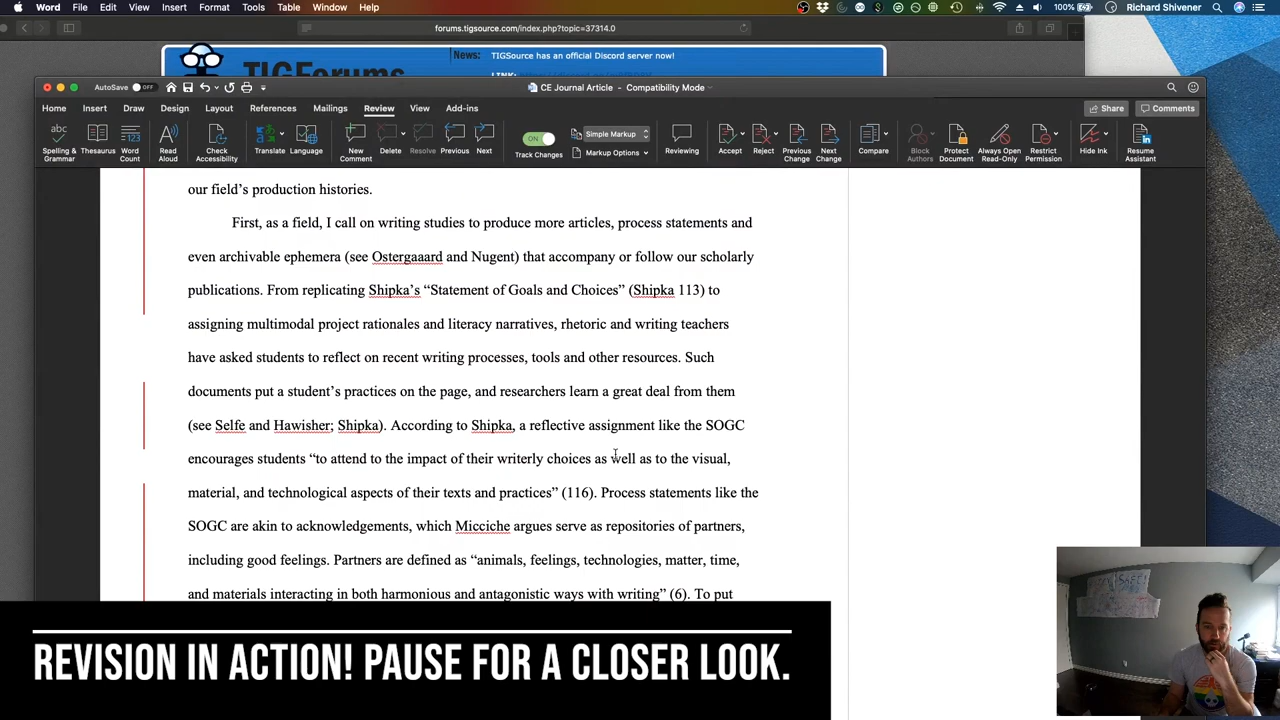 Word File Edit View Insert Format Tools Table Window Help 100% Richard Shivener
forums.tigsource.com/index.php?topic=37314.0
News: TIGSource has an official Discord server now!
TIGForums
AutoSave OFF CE Journal Article - Compatibility Mode
Home Insert Draw Design Layout References Mailings Review View Add-ins Share Comments
Spelling & Grammar Thesaurus Word Count Read Aloud Check Accessibility Translate Language New Comment Delete Resolve Previous Next ON Track Changes Simple Markup Markup Options Reviewing Accept Reject Previous Change Next Change Compare Block Authors Protect Document Always Open Read-Only Restrict Permission Hide Ink Resume Assistant
our field's production histories.
First, as a field, I call on writing studies to produce more articles, process statements and
even archivable ephemera (see Ostergaaard and Nugent) that accompany or follow our scholarly
publications. From replicating Shipka's “Statement of Goals and Choices” (Shipka 113) to
assigning multimodal project rationales and literacy narratives, rhetoric and writing teachers
have asked students to reflect on recent writing processes, tools and other resources. Such
documents put a student's practices on the page, and researchers learn a great deal from them
(see Selfe and Hawisher; Shipka). According to Shipka, a reflective assignment like the SOGC
encourages students “to attend to the impact of their writerly choices as well as to the visual,
material, and technological aspects of their texts and practices” (116). Process statements like the
SOGC are akin to acknowledgements, which Micciche argues serve as repositories of partners,
including good feelings. Partners are defined as “animals, feelings, technologies, matter, time,
and materials interacting in both harmonious and antagonistic ways with writing” (6). To put
REVISION IN ACTION! PAUSE FOR A CLOSER LOOK.